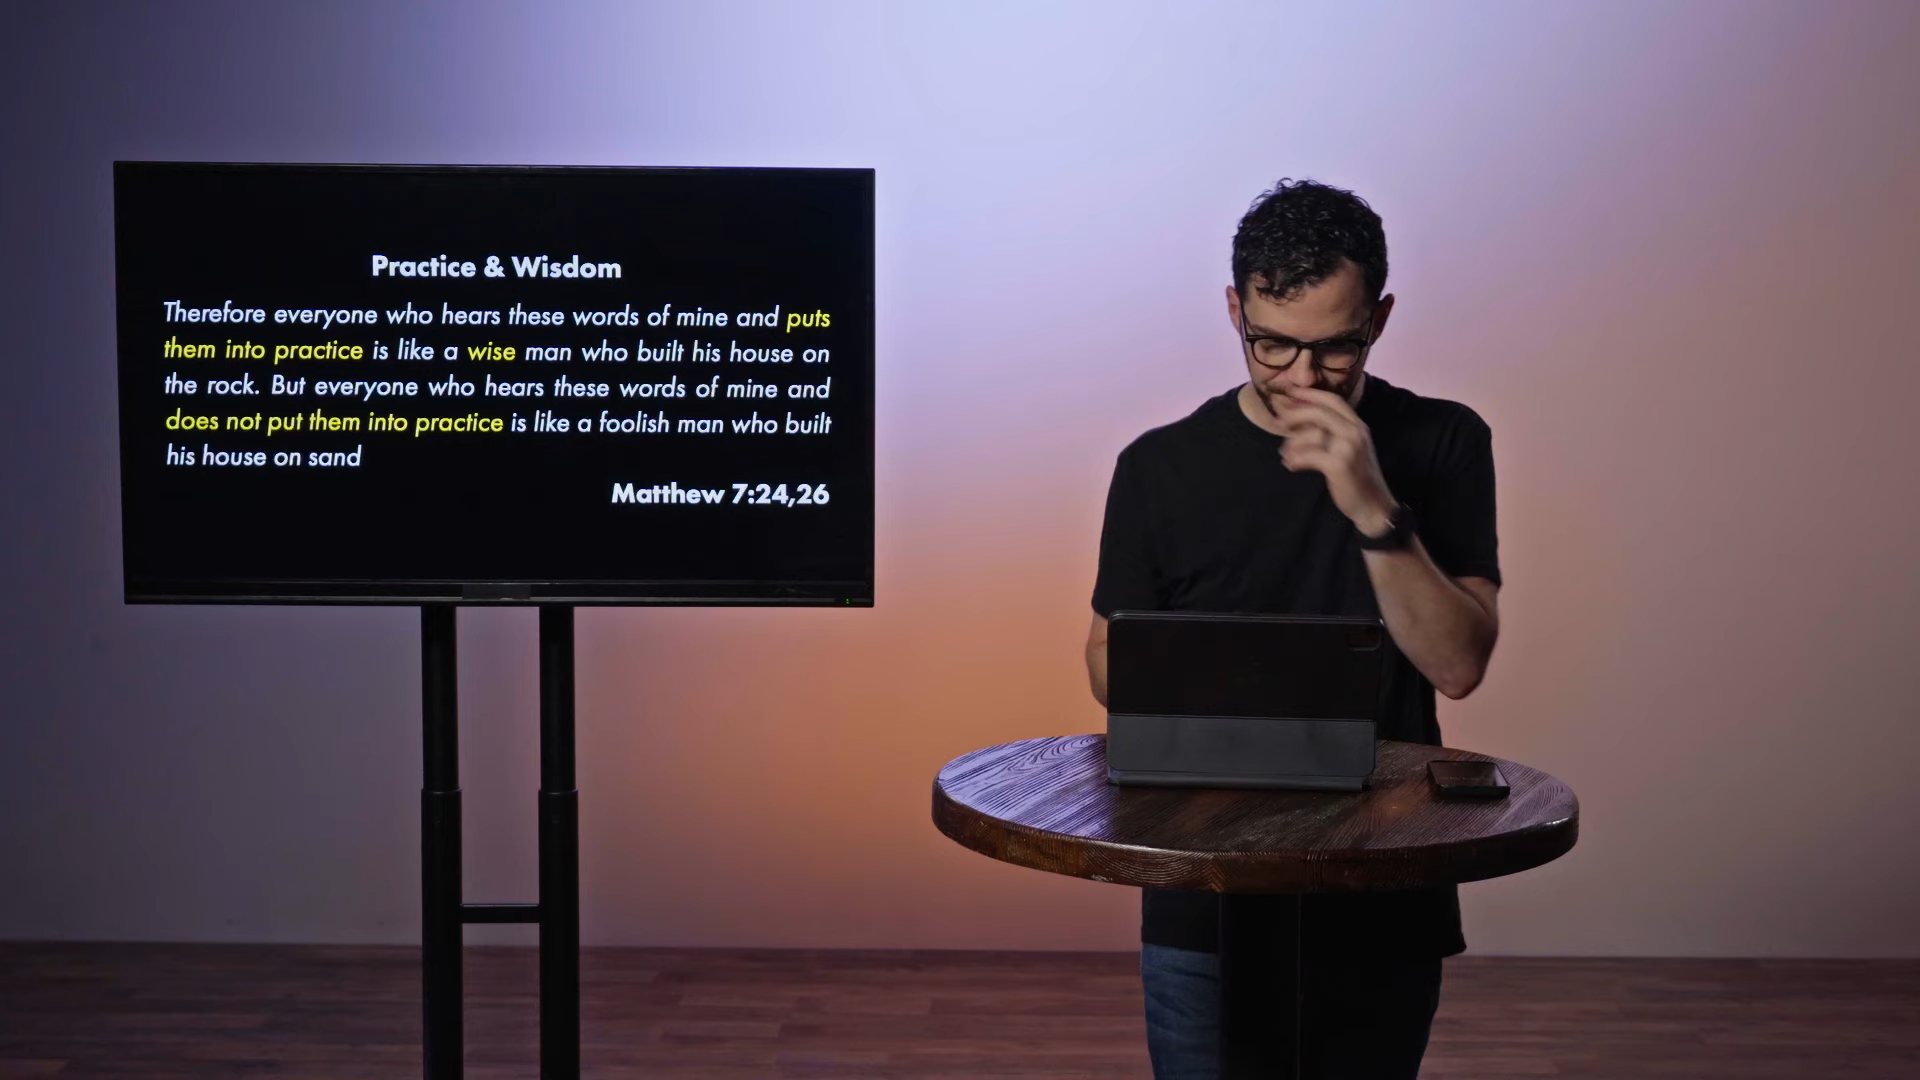 Practice & Wisdom
Therefore everyone who hears these words of mine and puts
them into practice is like a wise man who built his house on
the rock. But everyone who hears these words of mine and
does not put them into practice is like a foolish man who built
his house on sand
Matthew 7:24,26